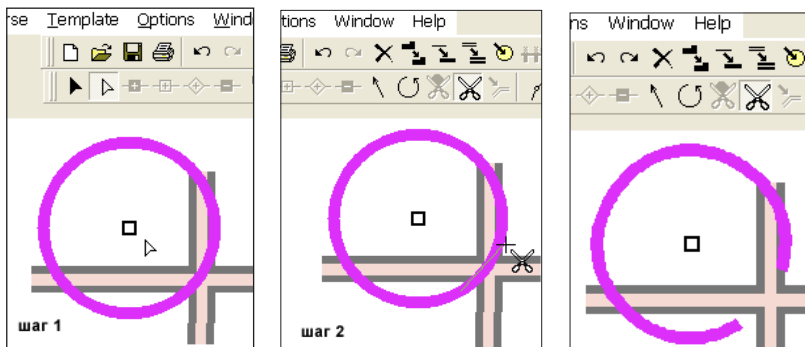 rse Template Options Wind
шаг 1
tions Window Help
шаг 2
ns Window Help